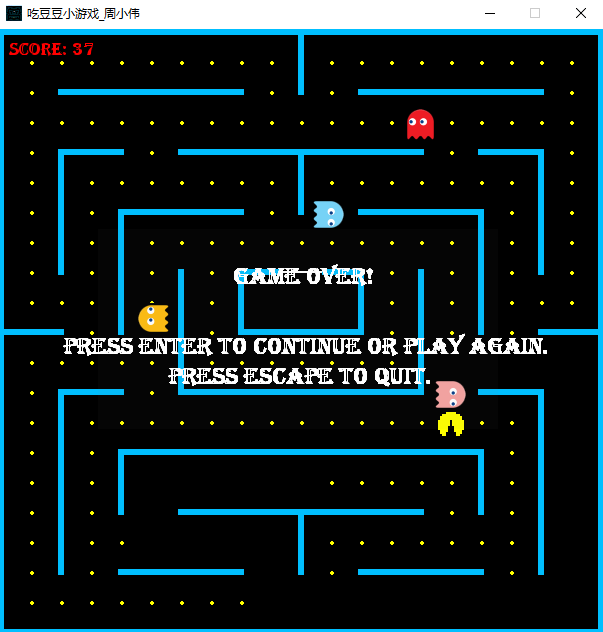 吃豆豆小游戏_周小伟
SCORE: 37
GAME OVER!
PRESS ENTER TO CONTINUE OR PLAY AGAIN.
PRESS ESCAPE TO QUIT.